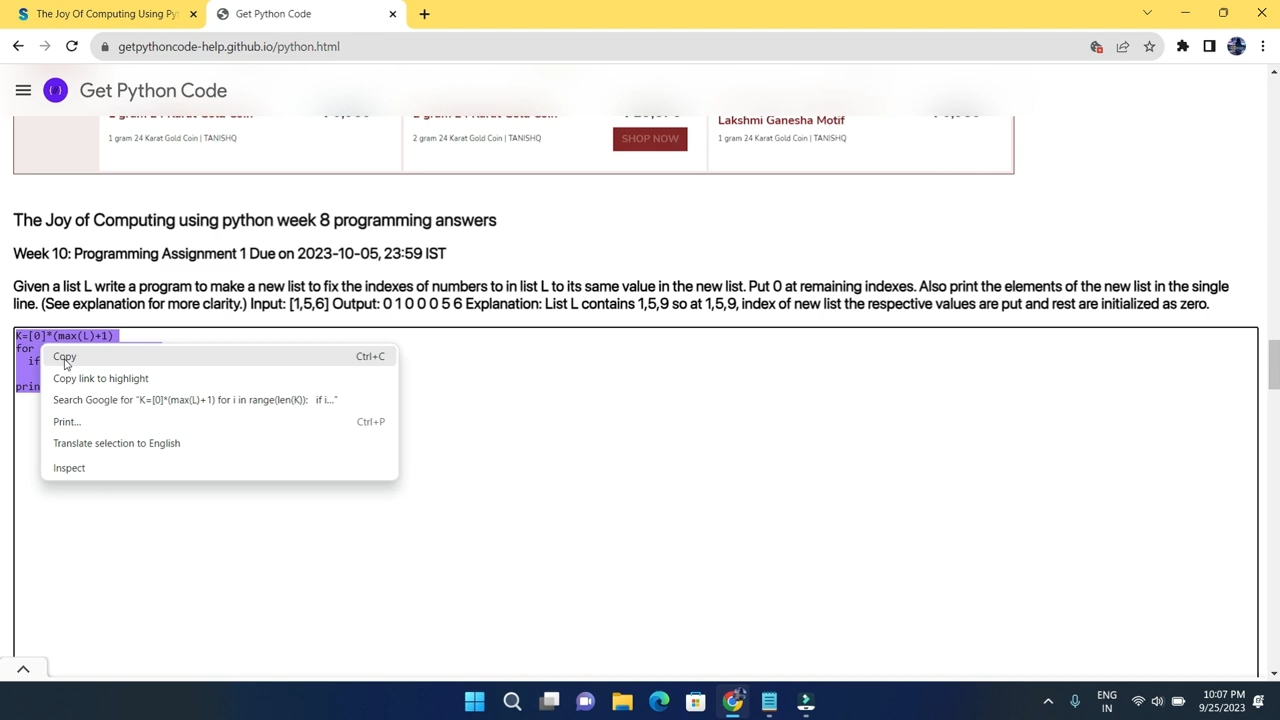 The Joy Of Computing Using Py
Get Python Code
getpythoncode-help.github.io/python.html
Get Python Code
1 gram 24 Karat Gold Coin | TANISHQ
2 gram 24 Karat Gold Coin | TANISHQ
SHOP NOW
Lakshmi Ganesha Motif
1 gram 24 Karat Gold Coin | TANISHQ
The Joy of Computing using python week 8 programming answers
Week 10: Programming Assignment 1 Due on 2023-10-05, 23:59 IST
Given a list L write a program to make a new list to fix the indexes of numbers to in list L to its same value in the new list. Put 0 at remaining indexes. Also print the elements of the new list in the single
line. (See explanation for more clarity.) Input: [1,5,6] Output: 0 1 0 0 0 5 6 Explanation: List L contains 1,5,9 so at 1,5,9, index of new list the respective values are put and rest are initialized as zero.
K=[0]*(max(L)+1)
for
if
prin
Copy Ctrl+C
Copy link to highlight
Search Google for "K=[0]*(max(L)+1) for i in range(len(K)): if i..."
Print... Ctrl+P
Translate selection to English
Inspect
ENG
IN
10:07 PM
9/25/2023